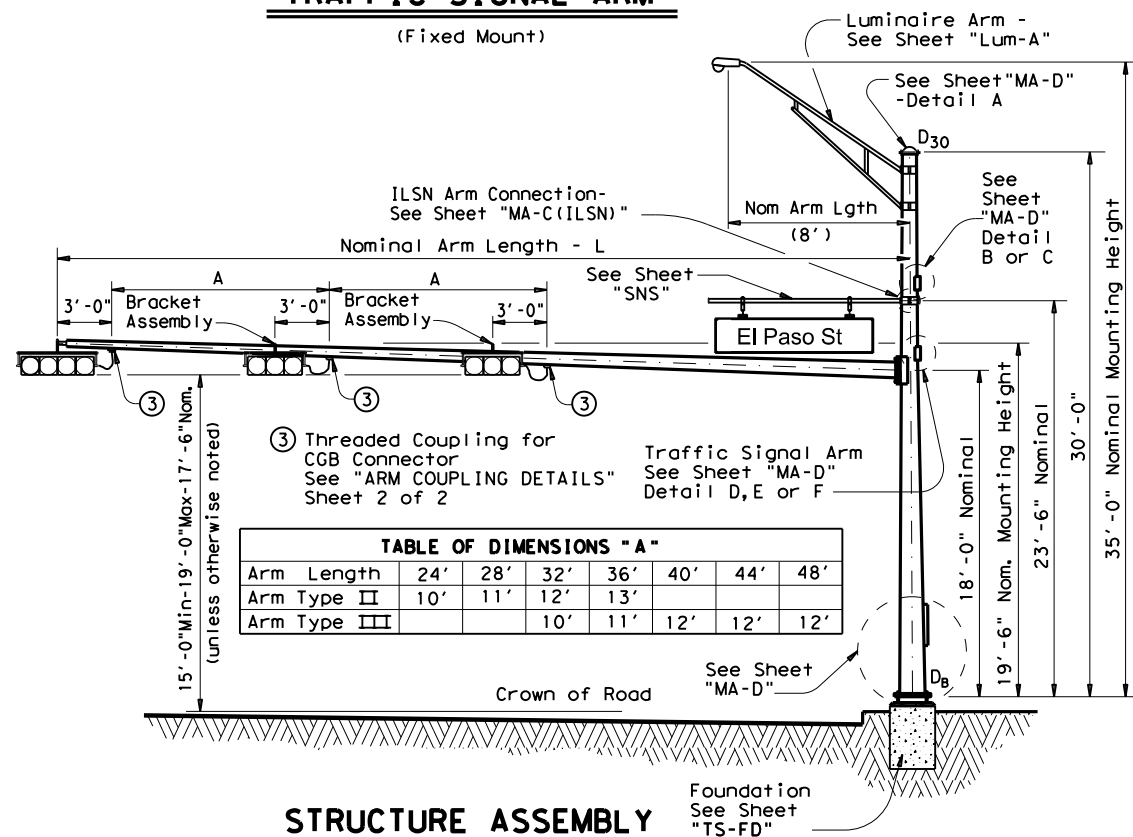 TRAFFIC SIGNAL ARM
(Fixed Mount)
Luminaire Arm -
See Sheet "Lum-A"
See Sheet "MA-D"
-Detail A
D30
ILSN Arm Connection-
See Sheet "MA-C(ILSN)"
Nom Arm Lgth
(8')
See
Sheet
"MA-D"
Detail
B or C
Nominal Arm Length - L
See Sheet
"SNS"
A
A
3'-0"
Bracket
Assembly
3'-0"
Bracket
Assembly
3'-0"
El Paso St
3
3
3
3 Threaded Coupling for
CGB Connector
See "ARM COUPLING DETAILS"
Sheet 2 of 2
Traffic Signal Arm
See Sheet "MA-D"
Detail D,E or F
15'-0"Min-19'-0"Max-17'-6"Nom.
(unless otherwise noted)
18'-0" Nominal
19'-6" Nom. Mounting Height
23'-6" Nominal
30'-0"
35'-0" Nominal Mounting Height
TABLE OF DIMENSIONS "A"
Arm Length 24' 28' 32' 36' 40' 44' 48'
Arm Type II 10' 11' 12' 13'
Arm Type III 10' 11' 12' 12' 12'
See Sheet
"MA-D"
DB
Crown of Road
STRUCTURE ASSEMBLY
Foundation
See Sheet
"TS-FD"